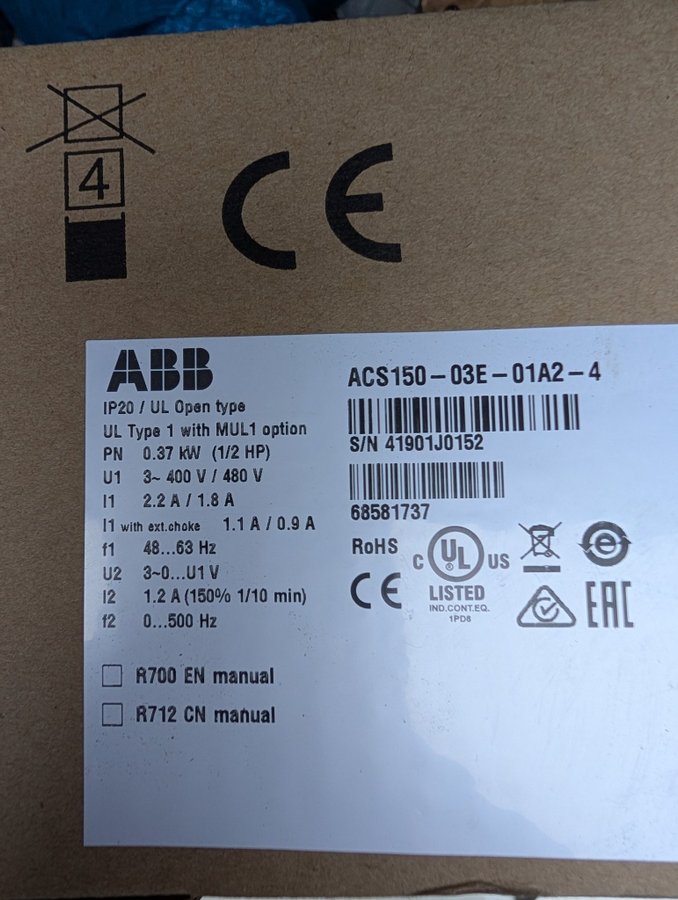 4
CE
ABB
IP20 / UL Open type
UL Type 1 with MUL1 option
PN 0.37 kW (1/2 HP)
U1 3~ 400 V / 480 V
I1 2.2 A / 1.8 A
I1 with ext.choke 1.1 A / 0.9 A
f1 48...63 Hz
U2 3~0...U1 V
I2 1.2 A (150% 1/10 min)
f2 0...500 Hz
R700 EN manual
R712 CN manual
ACS150-03E-01A2-4
S/N 41901J0152
68581737
RoHS
C UL ® US
LISTED
IND.CONT.EQ.
1PD8
CE
e
EAC